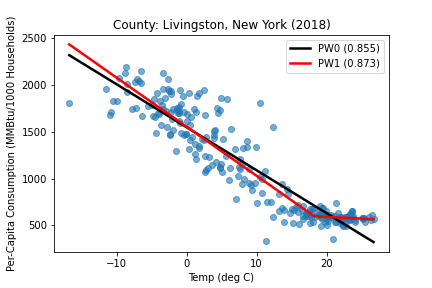 County: Livingston, New York (2018)
PW0 (0.855)
PW1 (0.873)
Per-Capita Consumption (MMBtu/1000 Households)
2500
2000
1500
1000
500
−10 0 10 20
Temp (deg C)